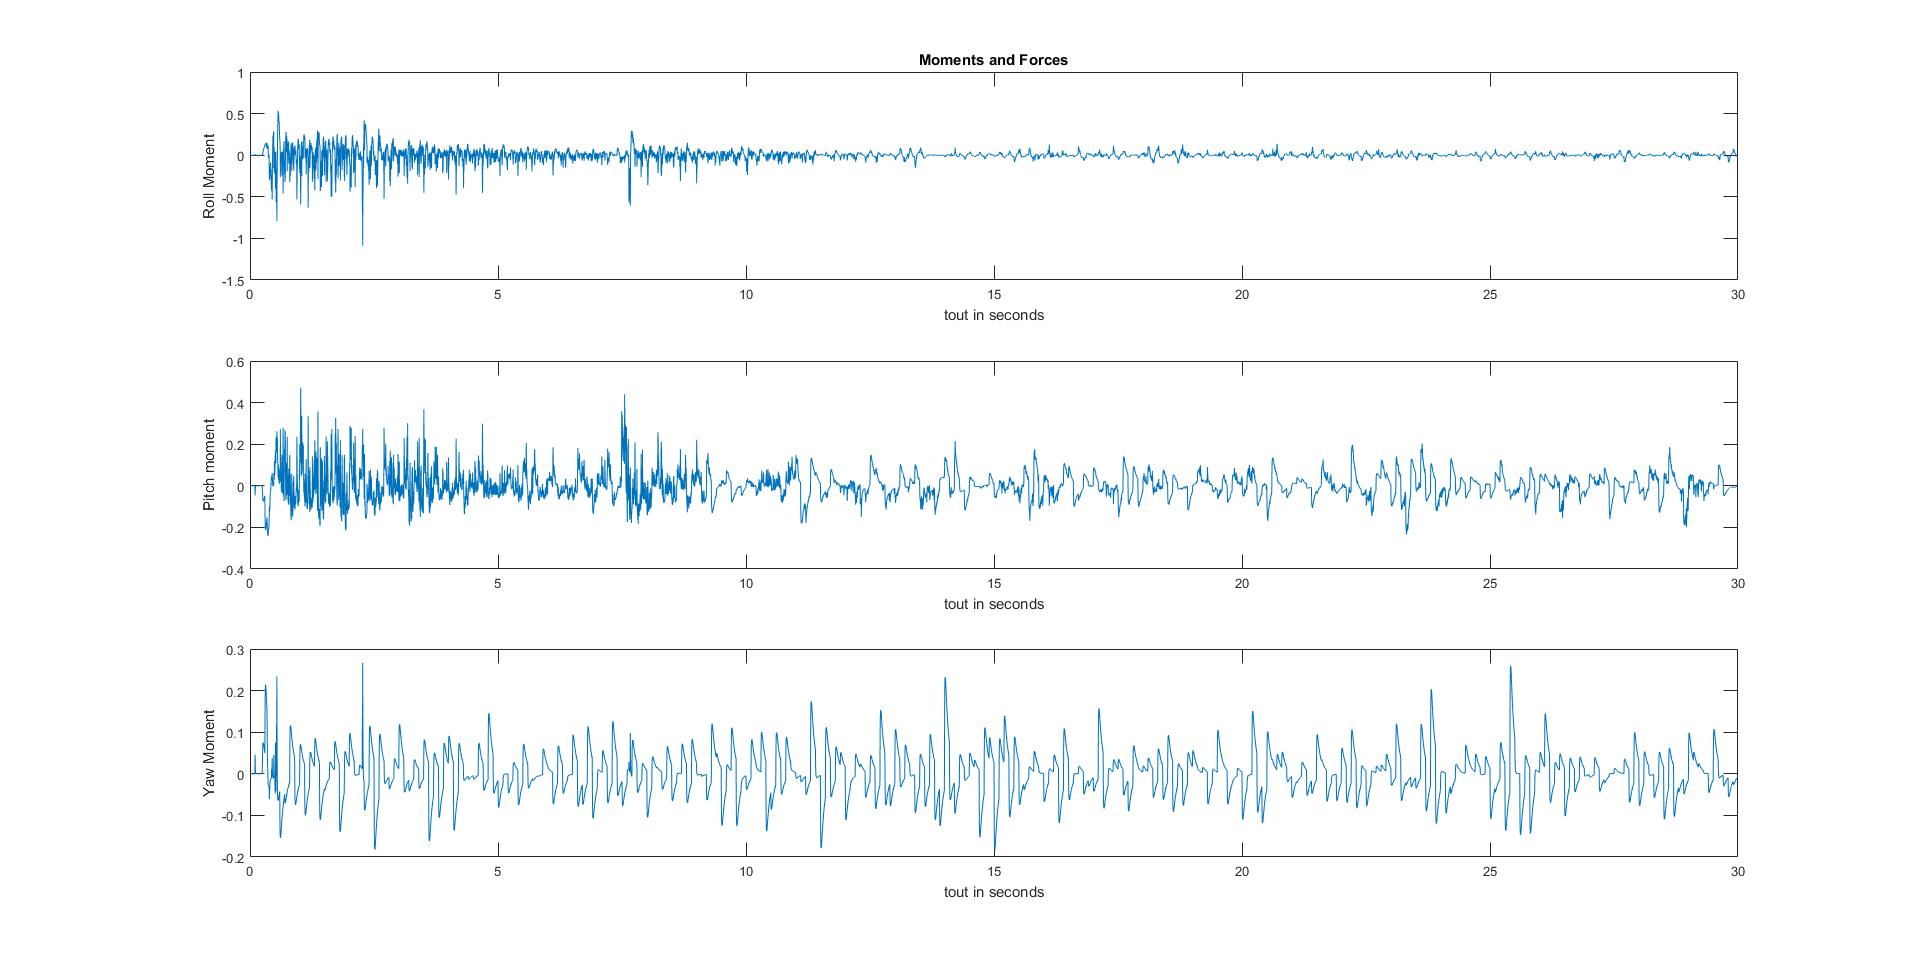 Moments and Forces
Roll Moment
1
0.5
0
-0.5
-1
-1.5
0 5 10 15 20 25 30
tout in seconds
Pitch moment
0.6
0.4
0.2
0
-0.2
-0.4
0 5 10 15 20 25 30
tout in seconds
Yaw Moment
0.3
0.2
0.1
0
-0.1
-0.2
0 5 10 15 20 25 30
tout in seconds